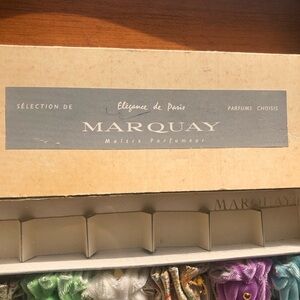 Elégance de Paris
SÉLECTION DE
PARFUMS CHOISIS
MARQUAY
Maître Parfumeur
MARQUAY